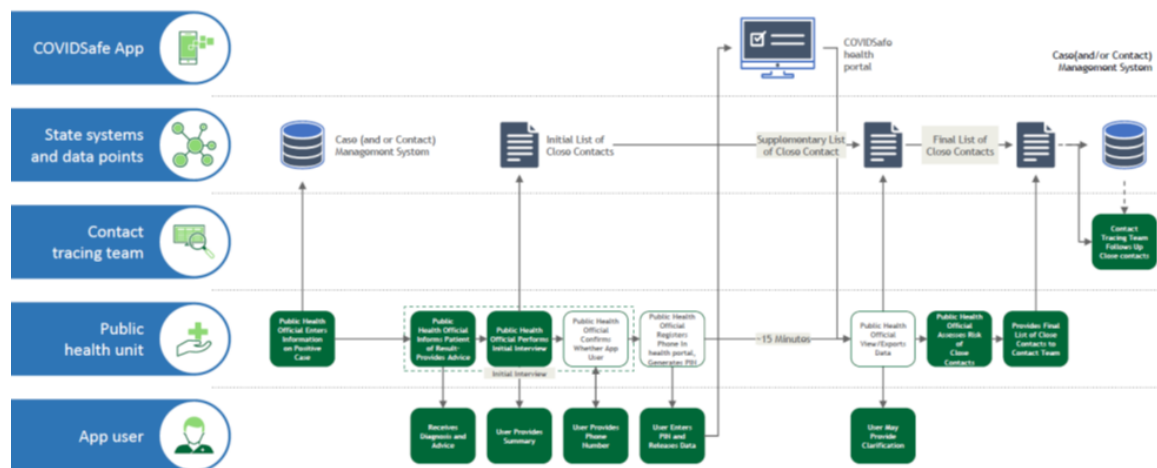 COVIDSafe App
COVIDSafe
health
portal
Case(and/or Contact)
Management System
State systems
and data points
Case (and or Contact)
Management System
Initial List of
Close Contacts
Supplementary List
of Close Contact
Final List of
Close Contacts
Contact
tracing team
Contact
Tracing Team
Follows Up
Close contacts
Public
health unit
Public Health
Official Enters
Information
on Positive
Case
Public
Health Official
Informs Patient
of Result-
Provides Advice
Public Health
Official Performs
Initial Interview
Public Health
Official
Confirms
Whether App
User
Public Health
Official
Registers
Phone In
health portal,
Generates PIN
~15 Minutes
Public Health
Official
View/Exports
Data
Public Health
Official
Assesses Risk
of
Close
Contacts
Provides Final
List of Close
Contacts to
Contact Team
Initial Interview
App user
Receives
Diagnosis and
Advice
User Provides
Summary
User Provides
Phone
Number
User Enters
PIN and
Releases Data
User May
Provide
Clarification